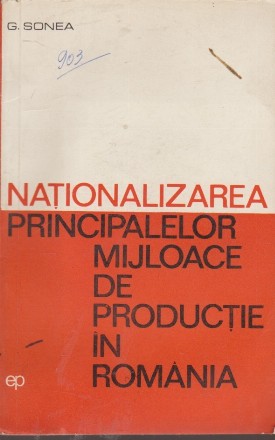 G. SONEA
903
NAȚIONALIZAREA
PRINCIPALELOR
MIJLOACE
DE
PRODUCȚIE
ÎN
ROMÂNIA
ep